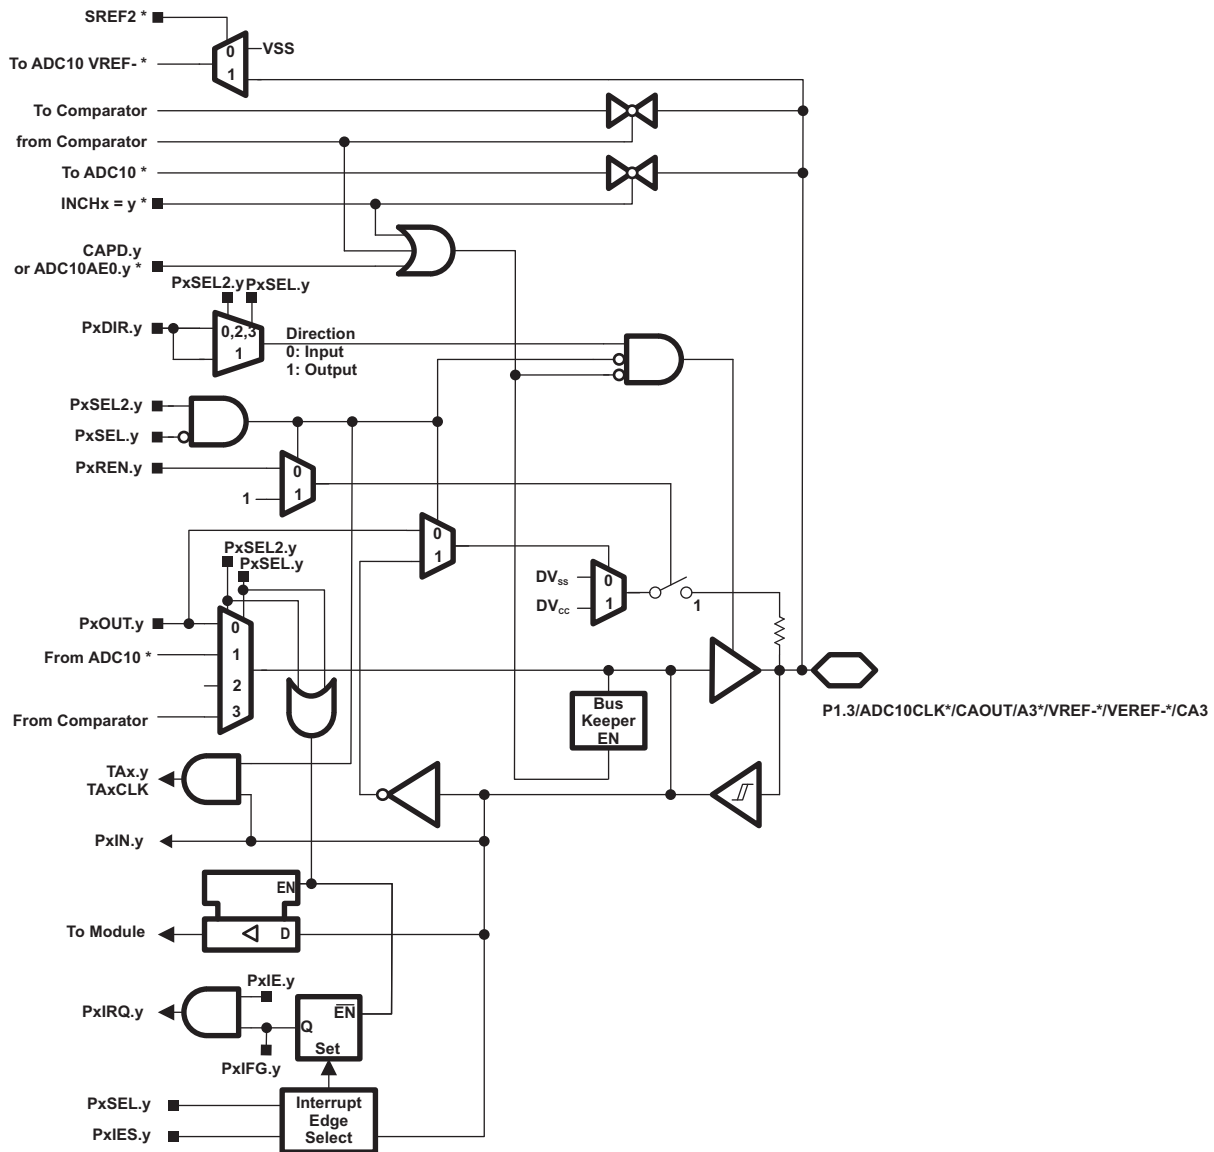 SREF2 *
0
VSS
To ADC10 VREF- *
1
To Comparator
from Comparator
To ADC10 *
INCHx = y *
CAPD.y
or ADC10AE0.y *
PxSEL2.y PxSEL.y
PxDIR.y
0,2,3
1
Direction
0: Input
1: Output
PxSEL2.y
PxSEL.y
PxREN.y
0
1
1
0
1
PxSEL2.y
PxSEL.y
DVSS
0
DVCC
1
1
PxOUT.y
0
From ADC10 *
1
2
From Comparator
3
Bus
Keeper
EN
P1.3/ADC10CLK*/CAOUT/A3*/VREF-*/VEREF-*/CA3
TAx.y
TAxCLK
PxIN.y
EN
To Module
D
PxIE.y
PxIRQ.y
EN
Q
Set
PxIFG.y
PxSEL.y
PxIES.y
Interrupt
Edge
Select